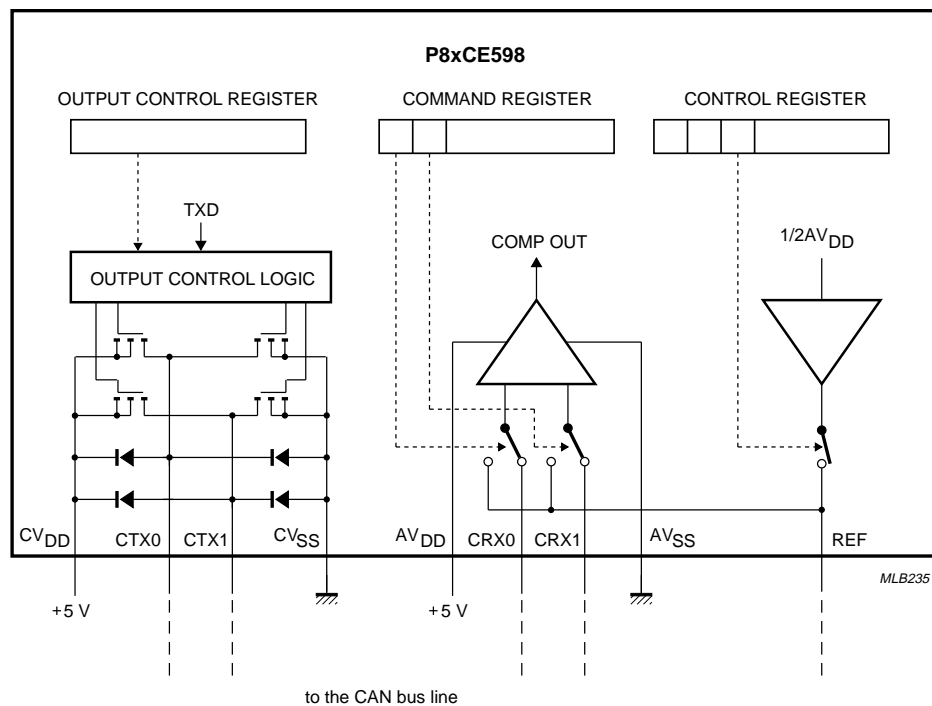 P8xCE598
OUTPUT CONTROL REGISTER
COMMAND REGISTER
CONTROL REGISTER
TXD
OUTPUT CONTROL LOGIC
COMP OUT
1/2AVDD
CVDD
CTX0
CTX1
CVSS
AVDD
CRX0
CRX1
AVSS
REF
MLB235
+5 V
+5 V
to the CAN bus line